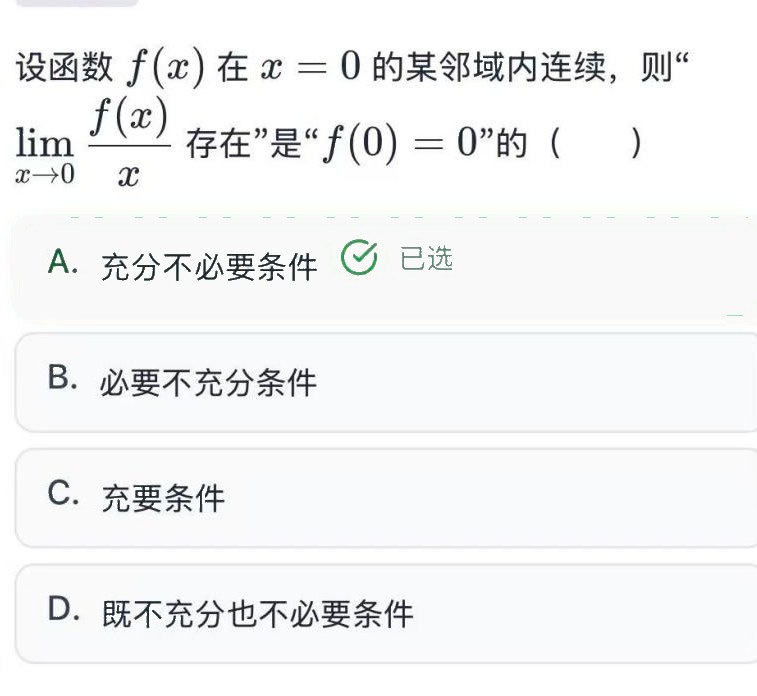 设函数 f(x) 在 x = 0 的某邻域内连续，则“
lim_{x→0} f(x)/x 存在”是“f(0) = 0”的（　　）
A. 充分不必要条件 已选
B. 必要不充分条件
C. 充要条件
D. 既不充分也不必要条件